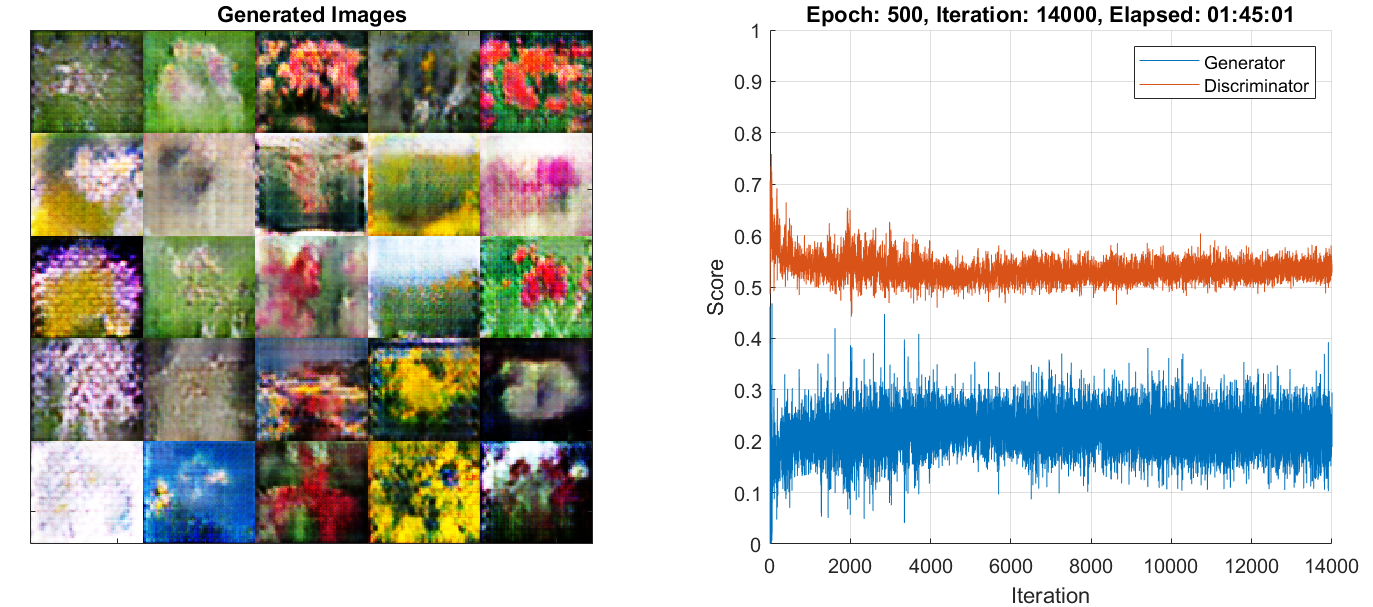 Generated Images
Epoch: 500, Iteration: 14000, Elapsed: 01:45:01
Generator
Discriminator
1
0.9
0.8
0.7
0.6
0.5
0.4
0.3
0.2
0.1
0
Score
0 2000 4000 6000 8000 10000 12000 14000
Iteration